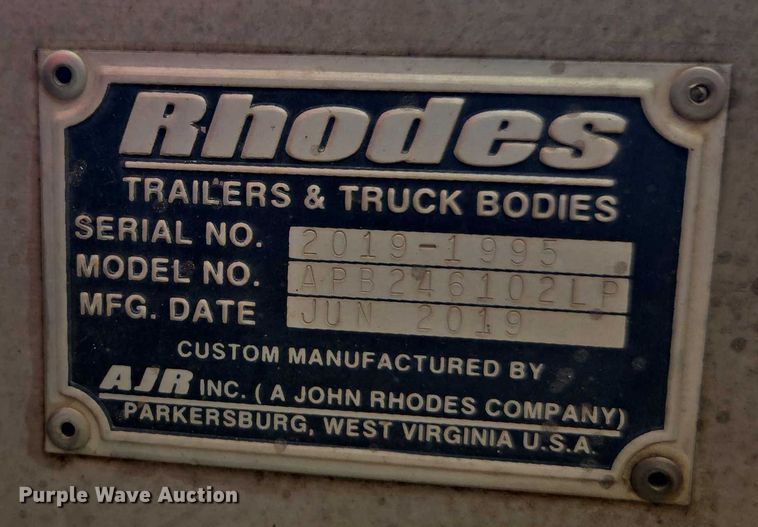 Rhodes
TRAILERS & TRUCK BODIES
SERIAL NO. 2019-1995
MODEL NO. APB246102LP
MFG. DATE JUN 2019
CUSTOM MANUFACTURED BY
AJR INC. ( A JOHN RHODES COMPANY)
PARKERSBURG, WEST VIRGINIA U.S.A.
Purple Wave Auction